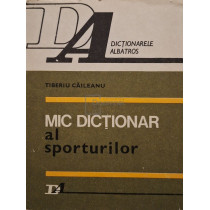 DA
DICȚIONARELE
ALBATROS
TIBERIU CĂILEANU
MIC DICȚIONAR
al
sporturilor
DA